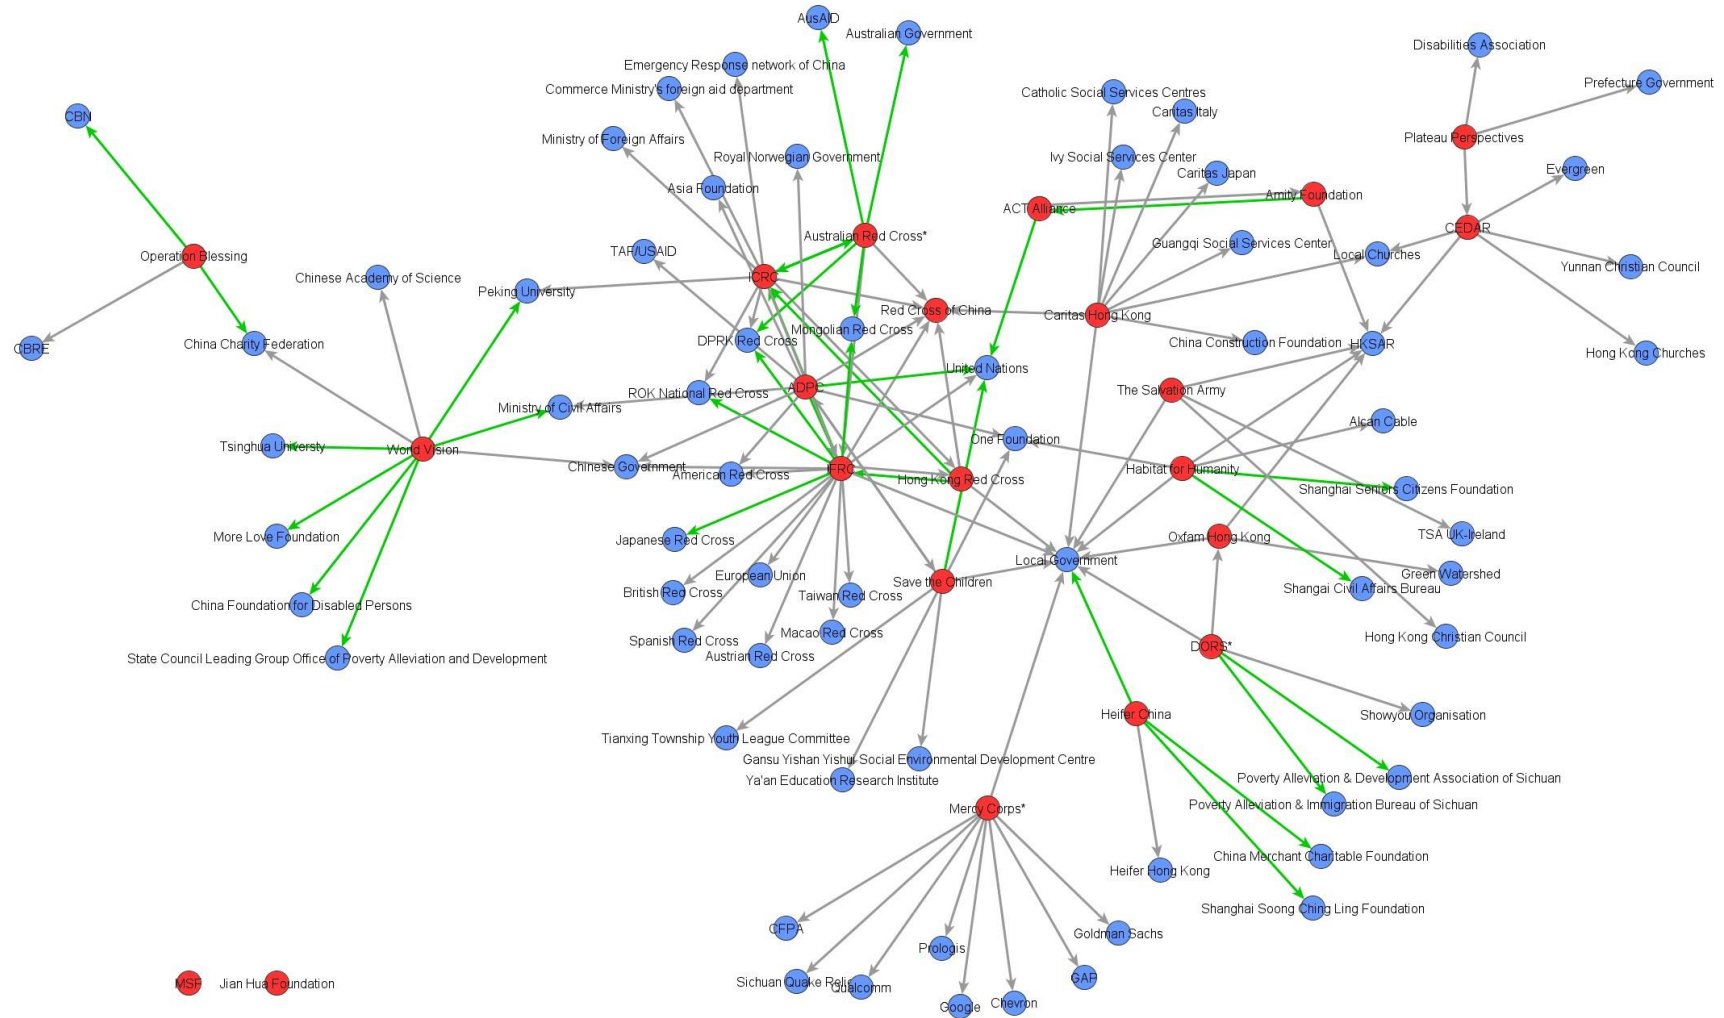 AusAID
Australian Government
Disabilities Association
Emergency Response network of China
Commerce Ministry's foreign aid department
Catholic Social Services Centres
Prefecture Government
CBN
Caritas Italy
Ministry of Foreign Affairs
Plateau Perspectives
Royal Norwegian Government
Ivy Social Services Center
Caritas Japan
Evergreen
Asia Foundation
ACT Alliance
Amity Foundation
Australian Red Cross*
CEDAR
TAF/USAID
Guangqi Social Services Center
Local Churches
Operation Blessing
Chinese Academy of Science
ICRC
Yunnan Christian Council
Peking University
Red Cross of China
Caritas Hong Kong
Mongolian Red Cross
DPRK Red Cross
China Construction Foundation
HKSAR
CBRE
China Charity Federation
Hong Kong Churches
United Nations
ROK National Red Cross
ADPC
The Salvation Army
Ministry of Civil Affairs
Alcan Cable
Tsinghua Universty
World Vision
One Foundation
Chinese Government
American Red Cross
IFRC
Hong Kong Red Cross
Habitat for Humanity
Shanghai Seniors Citizens Foundation
More Love Foundation
Japanese Red Cross
Oxfam Hong Kong
TSA UK-Ireland
Local Government
European Union
Save the Children
Green Watershed
British Red Cross
Taiwan Red Cross
Shangai Civil Affairs Bureau
China Foundation for Disabled Persons
Macao Red Cross
Spanish Red Cross
Hong Kong Christian Council
DORS*
Austrian Red Cross
State Council Leading Group Office of Poverty Alleviation and Development
Heifer China
Showyou Organisation
Tianxing Township Youth League Committee
Gansu Yishan Yishui Social Environmental Development Centre
Ya'an Education Research Institute
Poverty Alleviation & Development Association of Sichuan
Poverty Alleviation & Immigration Bureau of Sichuan
Mercy Corps*
China Merchant Charitable Foundation
Heifer Hong Kong
Shanghai Soong Ching Ling Foundation
CFPA
Goldman Sachs
Prologis
Sichuan Quake Relie
Qualcomm
GAP
MSF
Jian Hua Foundation
Google
Chevron